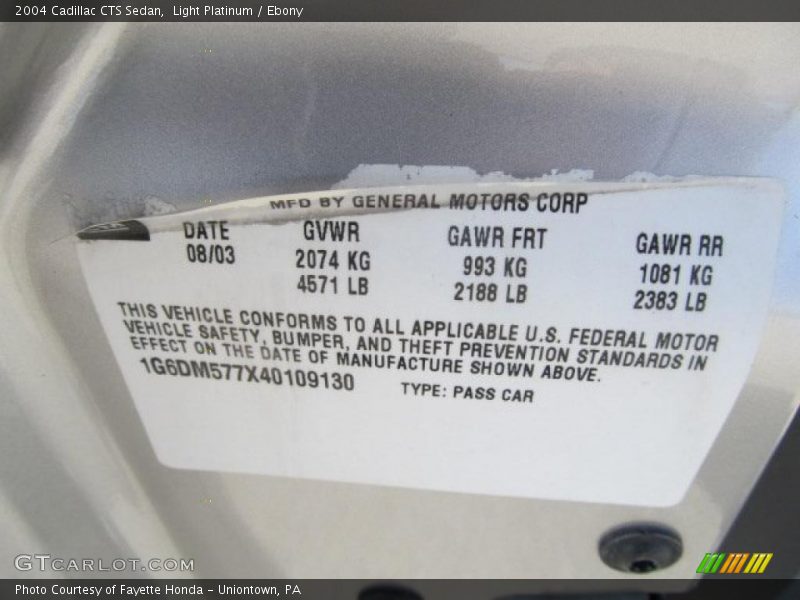 2004 Cadillac CTS Sedan,  Light Platinum / Ebony
MFD BY GENERAL MOTORS CORP
DATE GVWR GAWR FRT GAWR RR
08/03 2074 KG 993 KG 1081 KG
4571 LB 2188 LB 2383 LB
THIS VEHICLE CONFORMS TO ALL APPLICABLE U.S. FEDERAL MOTOR
VEHICLE SAFETY, BUMPER, AND THEFT PREVENTION STANDARDS IN
EFFECT ON THE DATE OF MANUFACTURE SHOWN ABOVE.
1G6DM577X40109130 TYPE: PASS CAR
GTCARLOT.COM
Photo Courtesy of Fayette Honda - Uniontown, PA